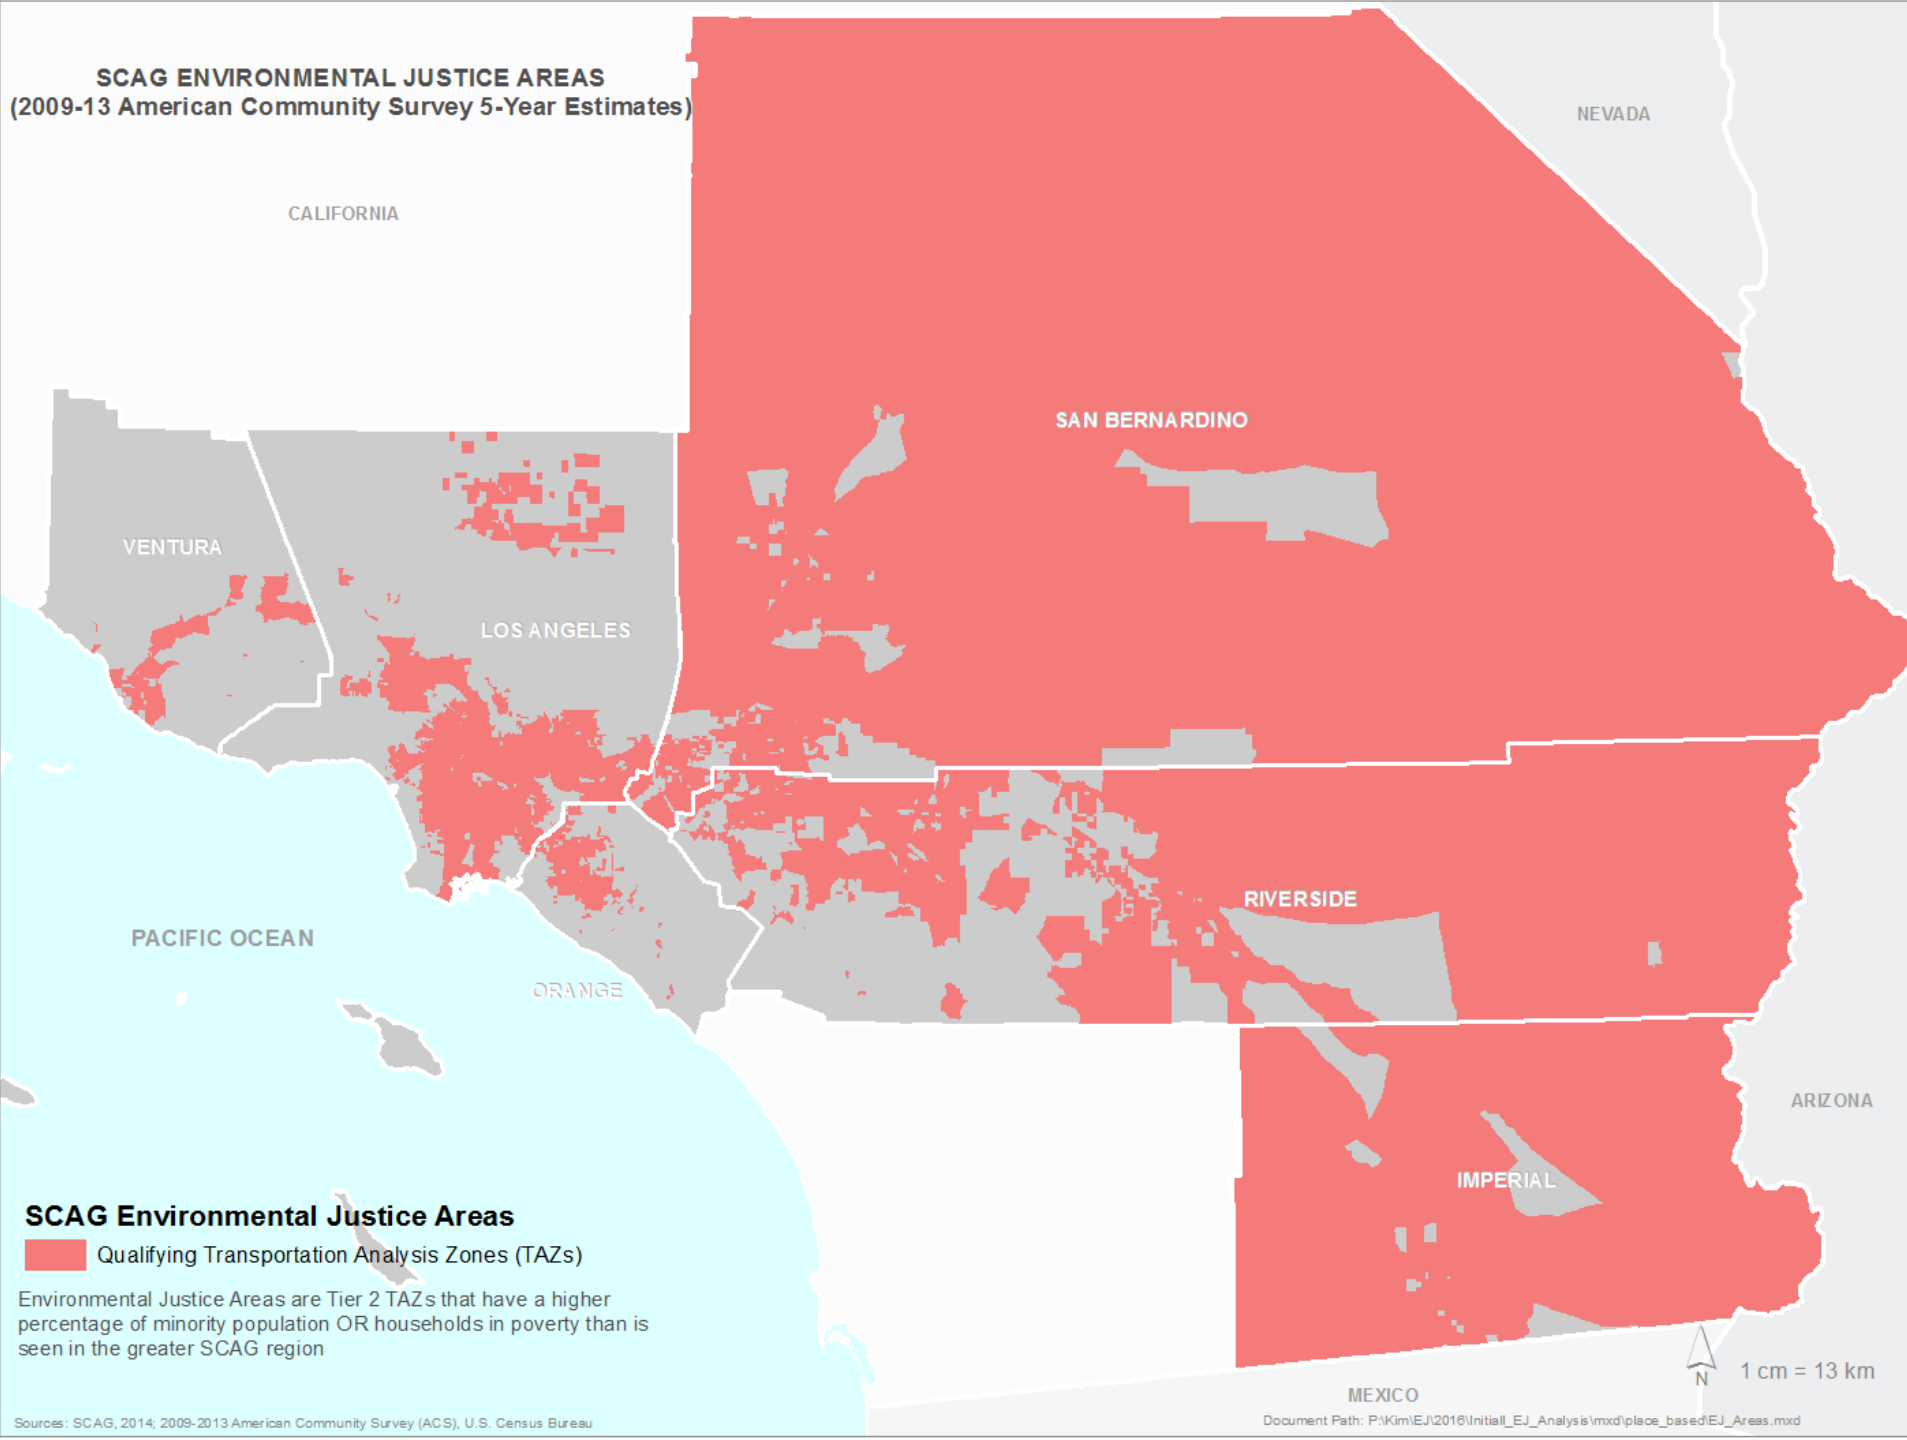 SCAG ENVIRONMENTAL JUSTICE AREAS
(2009-13 American Community Survey 5-Year Estimates)
NEVADA
CALIFORNIA
SAN BERNARDINO
VENTURA
LOS ANGELES
RIVERSIDE
PACIFIC OCEAN
ORANGE
ARIZONA
IMPERIAL
SCAG Environmental Justice Areas
Qualifying Transportation Analysis Zones (TAZs)
Environmental Justice Areas are Tier 2 TAZs that have a higher
percentage of minority population OR households in poverty than is
seen in the greater SCAG region
N
1 cm = 13 km
MEXICO
Sources: SCAG, 2014; 2009-2013 American Community Survey (ACS), U.S. Census Bureau
Document Path: P:\Kim\EJ\2016\Initiall_EJ_Analysis\mxd\place_based\EJ_Areas.mxd